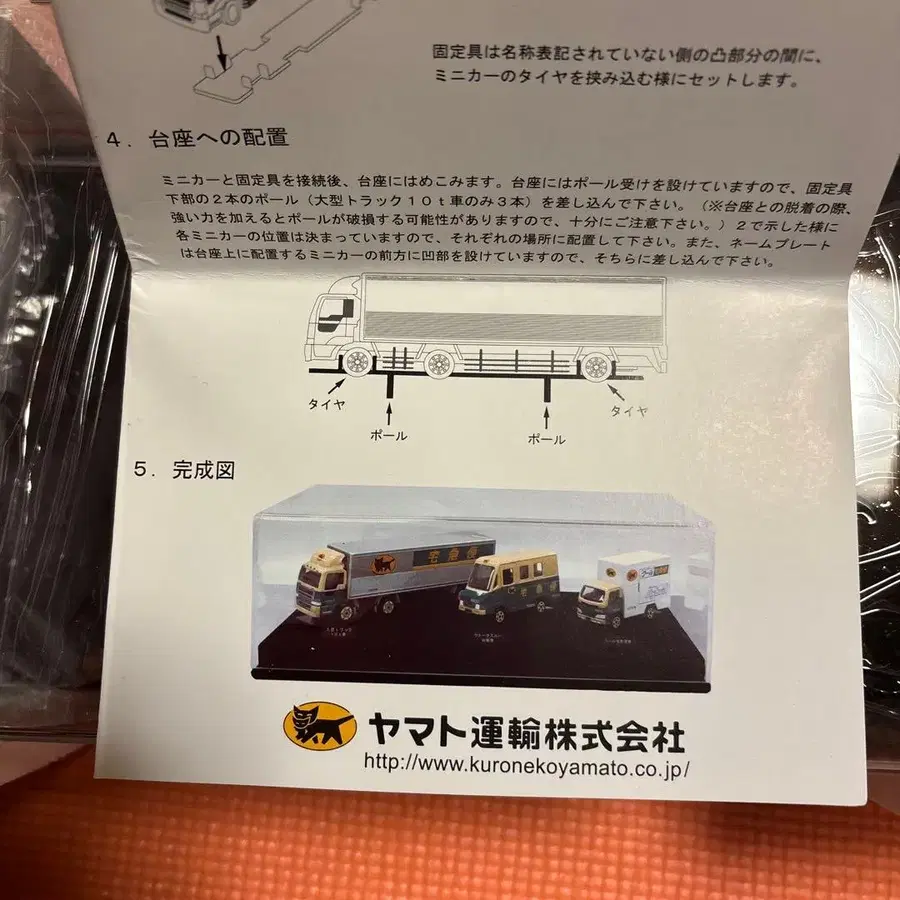 固定具は名称表記されていない側の凸部分の間に、
ミニカーのタイヤを挟み込む様にセットします。
４．台座への配置
ミニカーと固定具を接続後、台座にはめこみます。台座にはポール受けを設けていますので、固定具
下部の２本のポール（大型トラック１０ｔ車のみ３本）を差し込んで下さい。（※台座との脱着の際、
強い力を加えるとポールが破損する可能性がありますので、十分にご注意下さい。）２で示した様に
各ミニカーの位置は決まっていますので、それぞれの場所に配置して下さい。また、ネームプレート
は台座上に配置するミニカーの前方に凹部を設けていますので、そちらに差し込んで下さい。
タイヤ
ポール
ポール
タイヤ
５．完成図
宅急便
ヤマト運輸株式会社
http://www.kuronekoyamato.co.jp/